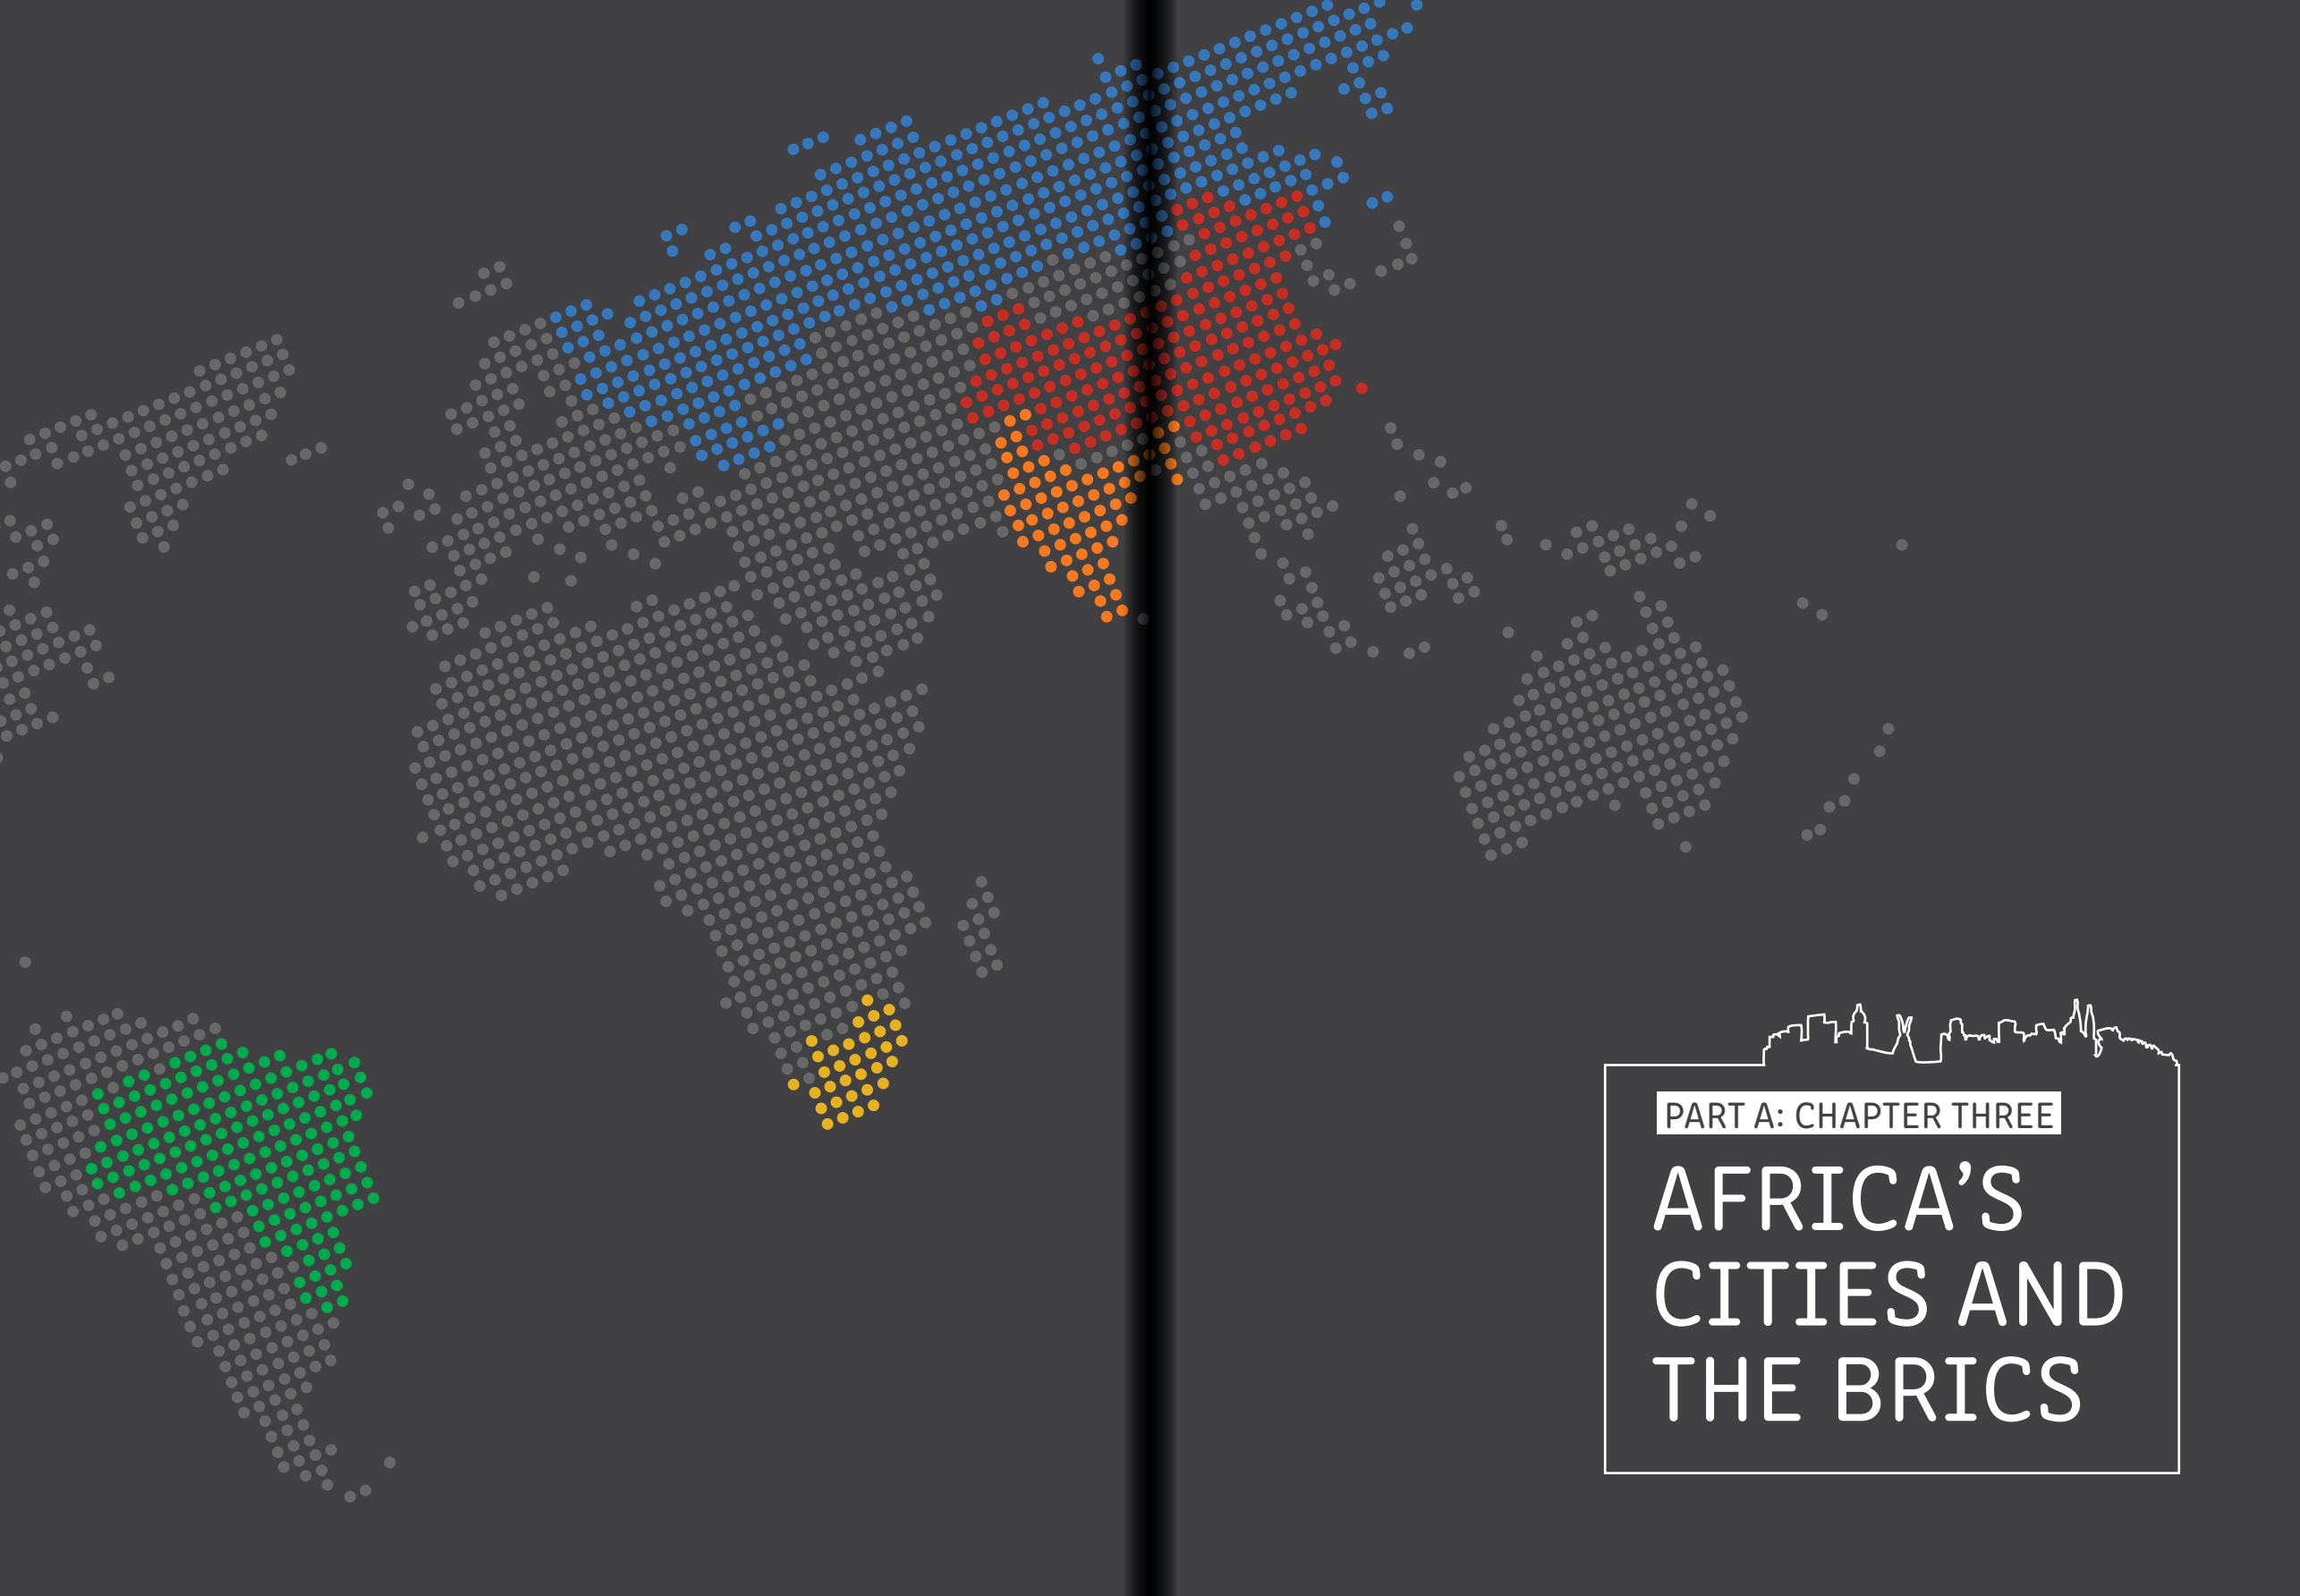 PART A: CHAPTER THREE
AFRICA’S
CITIES AND
THE BRICS